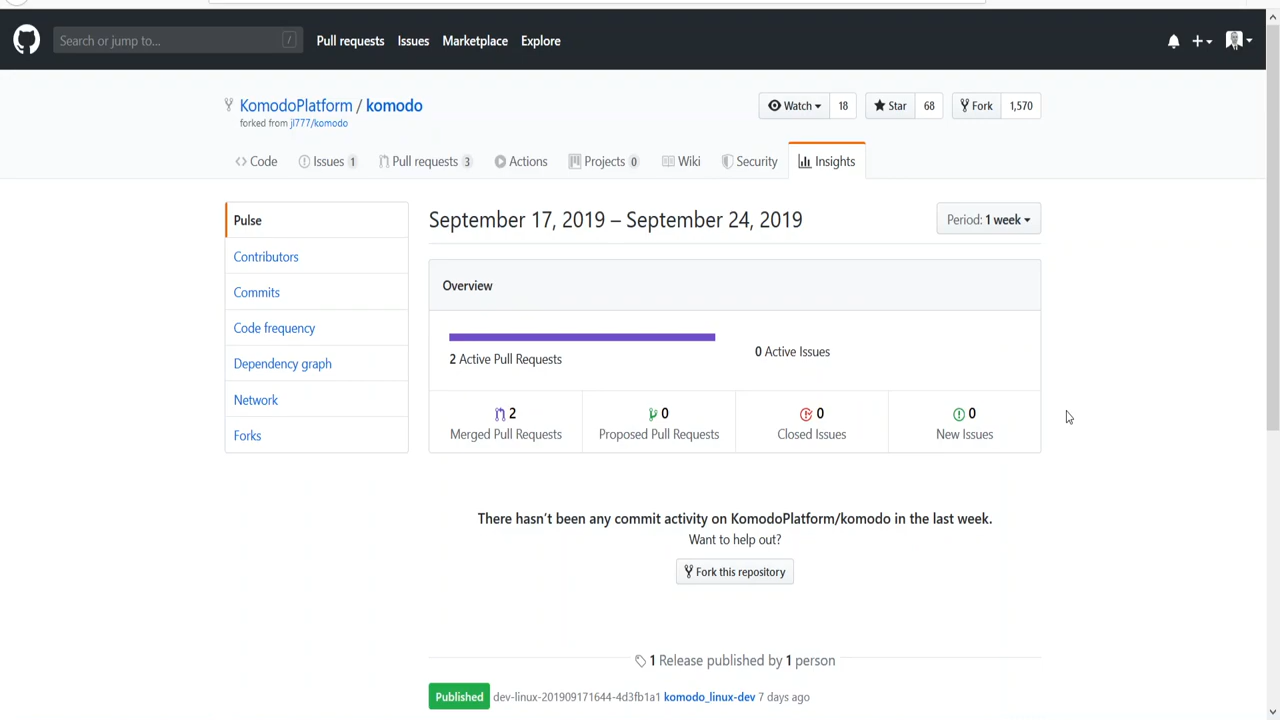 Search or jump to... /
Pull requests Issues Marketplace Explore
KomodoPlatform / komodo
forked from jl777/komodo
Watch 18 Star 68 Fork 1,570
Code Issues 1 Pull requests 3 Actions Projects 0 Wiki Security Insights
Pulse
Contributors
Commits
Code frequency
Dependency graph
Network
Forks
September 17, 2019 – September 24, 2019
Period: 1 week
Overview
2 Active Pull Requests
0 Active Issues
2
Merged Pull Requests
0
Proposed Pull Requests
0
Closed Issues
0
New Issues
There hasn’t been any commit activity on KomodoPlatform/komodo in the last week.
Want to help out?
Fork this repository
1 Release published by 1 person
Published dev-linux-201909171644-4d3fb1a1 komodo_linux-dev 7 days ago